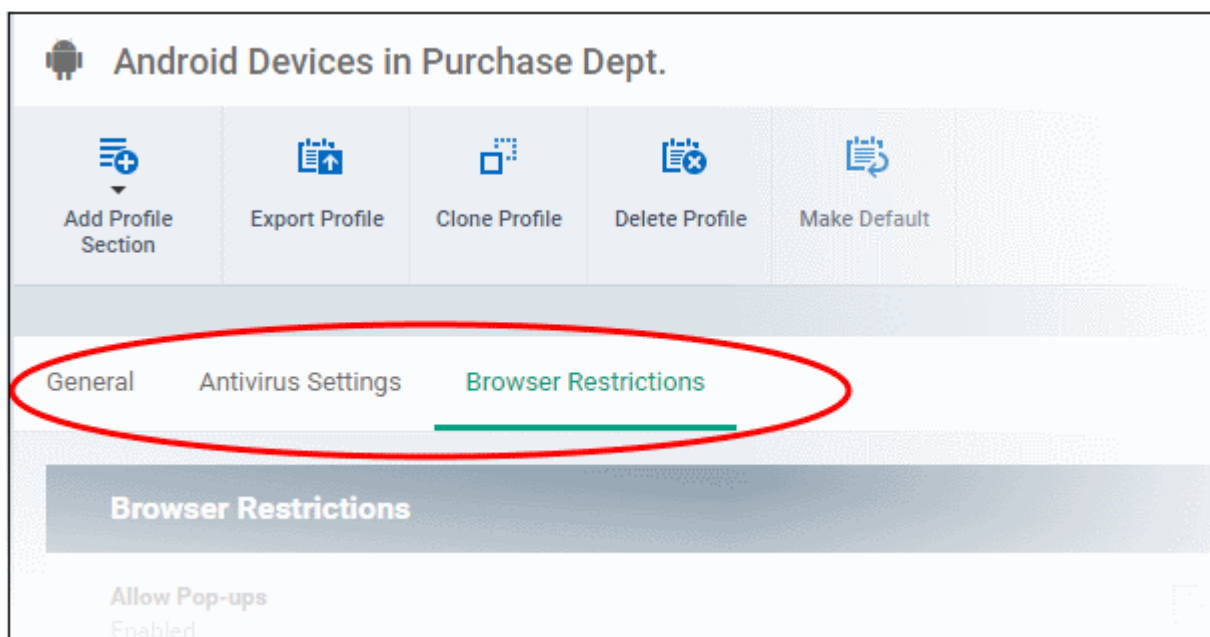 Android Devices in Purchase Dept.
Add Profile
Section
Export Profile
Clone Profile
Delete Profile
Make Default
General
Antivirus Settings
Browser Restrictions
Browser Restrictions
Allow Pop-ups
Enabled